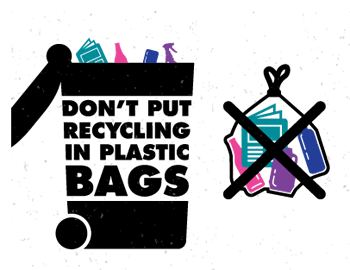 DON'T PUT
RECYCLING
IN PLASTIC
BAGS